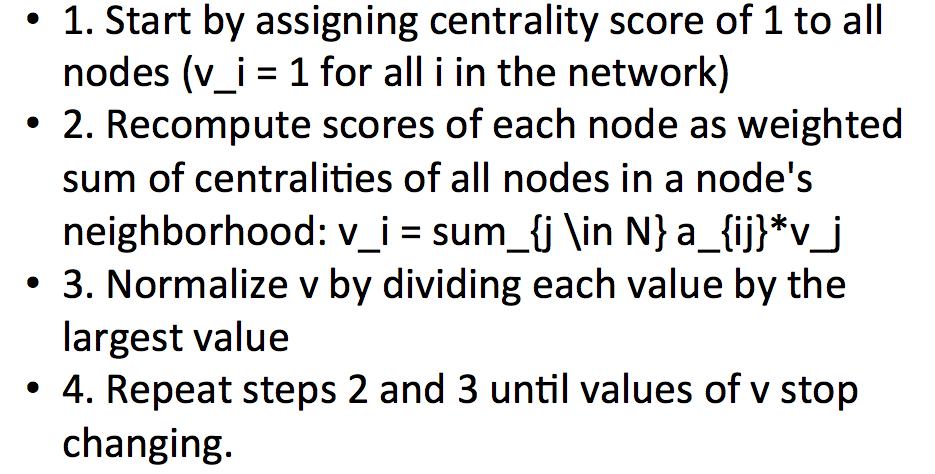 • 1. Start by assigning centrality score of 1 to all
nodes (v_i = 1 for all i in the network)
• 2. Recompute scores of each node as weighted
sum of centralities of all nodes in a node's
neighborhood: v_i = sum_{j \in N} a_{ij}*v_j
• 3. Normalize v by dividing each value by the
largest value
• 4. Repeat steps 2 and 3 until values of v stop
changing.